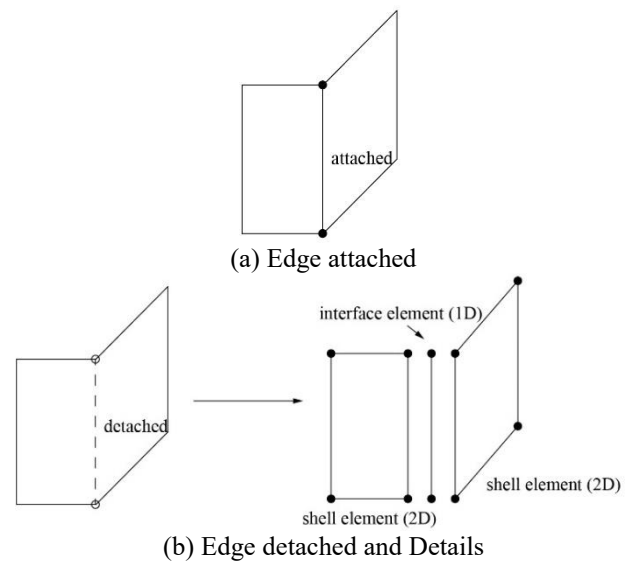 attached
(a) Edge attached
interface element (1D)
detached
shell element (2D)
shell element (2D)
(b) Edge detached and Details